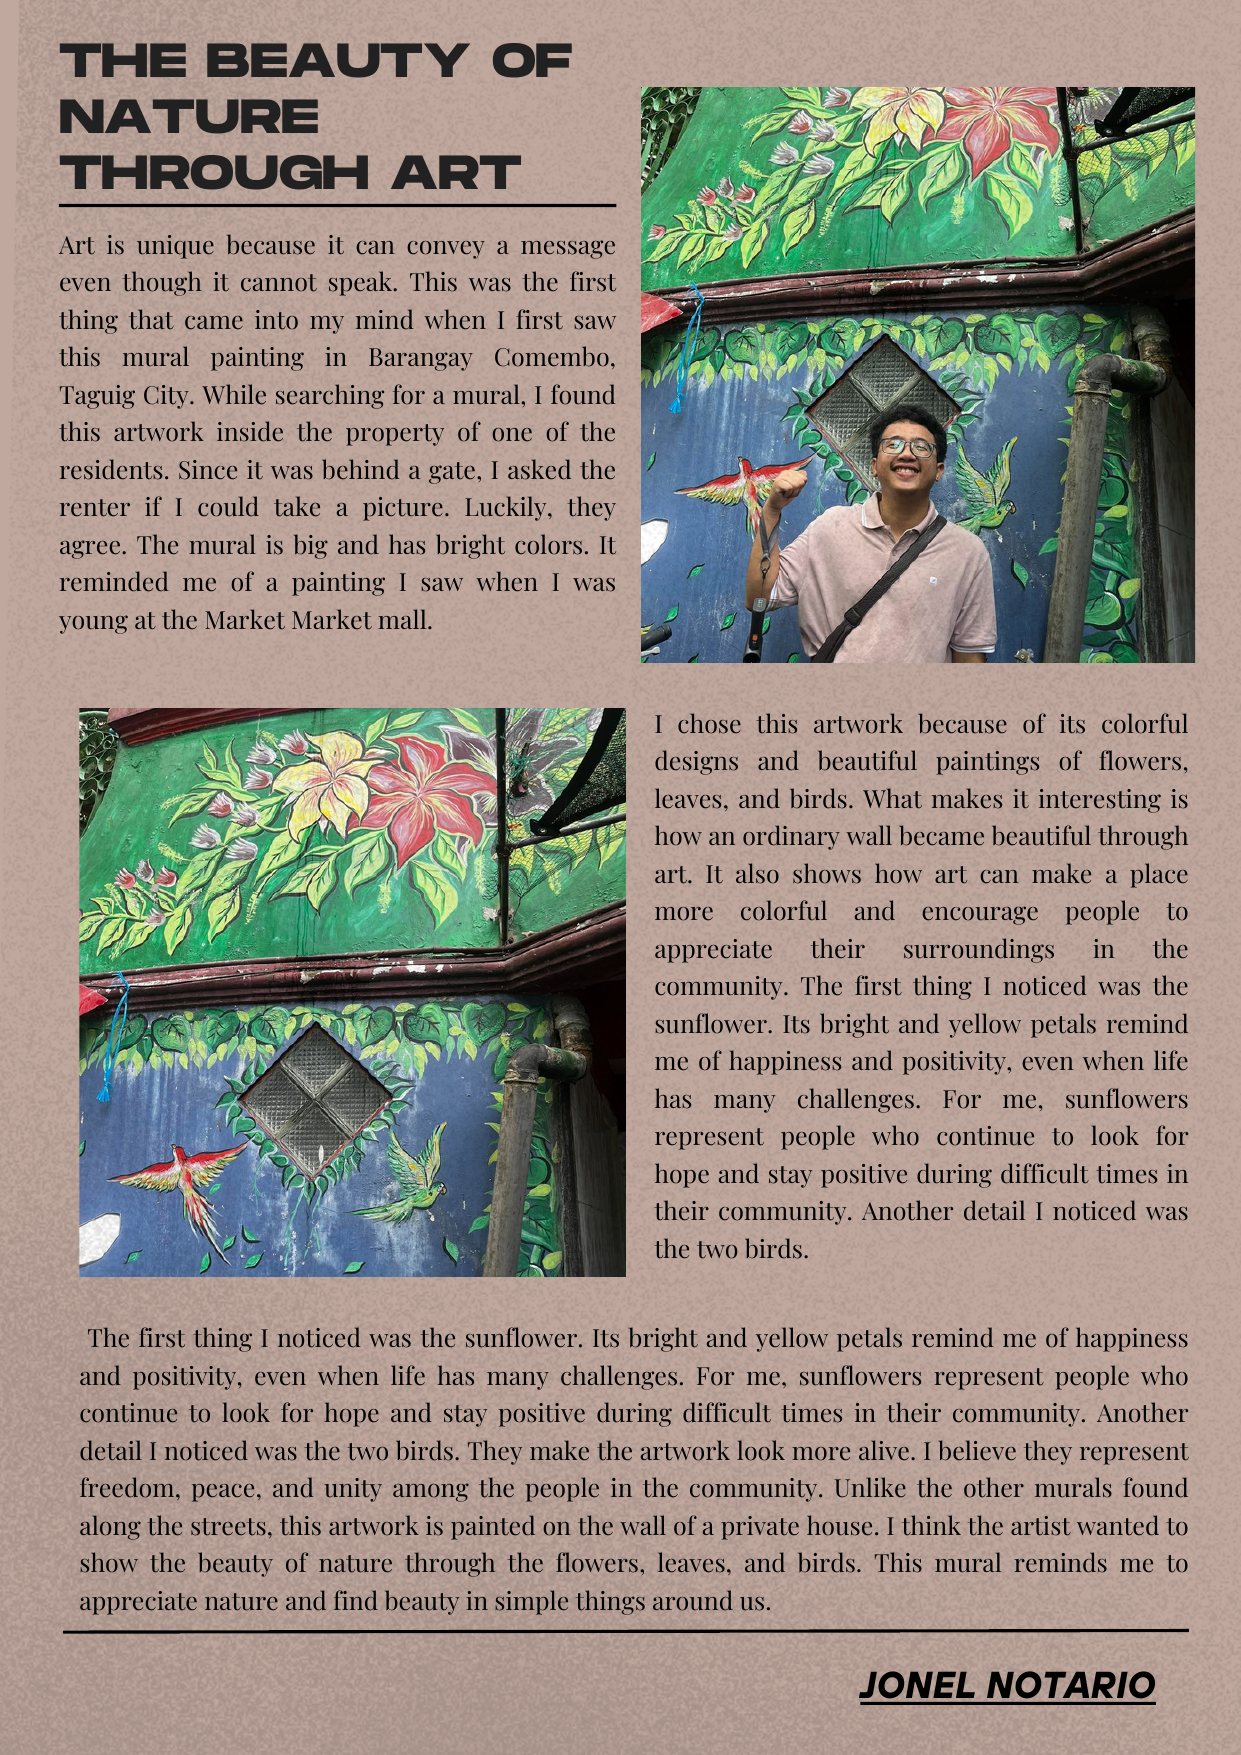 THE BEAUTY OF
NATURE
THROUGH ART
Art is unique because it can convey a message
even though it cannot speak. This was the first
thing that came into my mind when I first saw
this mural painting in Barangay Comembo,
Taguig City. While searching for a mural, I found
this artwork inside the property of one of the
residents. Since it was behind a gate, I asked the
renter if I could take a picture. Luckily, they
agree. The mural is big and has bright colors. It
reminded me of a painting I saw when I was
young at the Market Market mall.
I chose this artwork because of its colorful
designs and beautiful paintings of flowers,
leaves, and birds. What makes it interesting is
how an ordinary wall became beautiful through
art. It also shows how art can make a place
more colorful and encourage people to
appreciate their surroundings in the
community. The first thing I noticed was the
sunflower. Its bright and yellow petals remind
me of happiness and positivity, even when life
has many challenges. For me, sunflowers
represent people who continue to look for
hope and stay positive during difficult times in
their community. Another detail I noticed was
the two birds.
The first thing I noticed was the sunflower. Its bright and yellow petals remind me of happiness
and positivity, even when life has many challenges. For me, sunflowers represent people who
continue to look for hope and stay positive during difficult times in their community. Another
detail I noticed was the two birds. They make the artwork look more alive. I believe they represent
freedom, peace, and unity among the people in the community. Unlike the other murals found
along the streets, this artwork is painted on the wall of a private house. I think the artist wanted to
show the beauty of nature through the flowers, leaves, and birds. This mural reminds me to
appreciate nature and find beauty in simple things around us.
JONEL NOTARIO